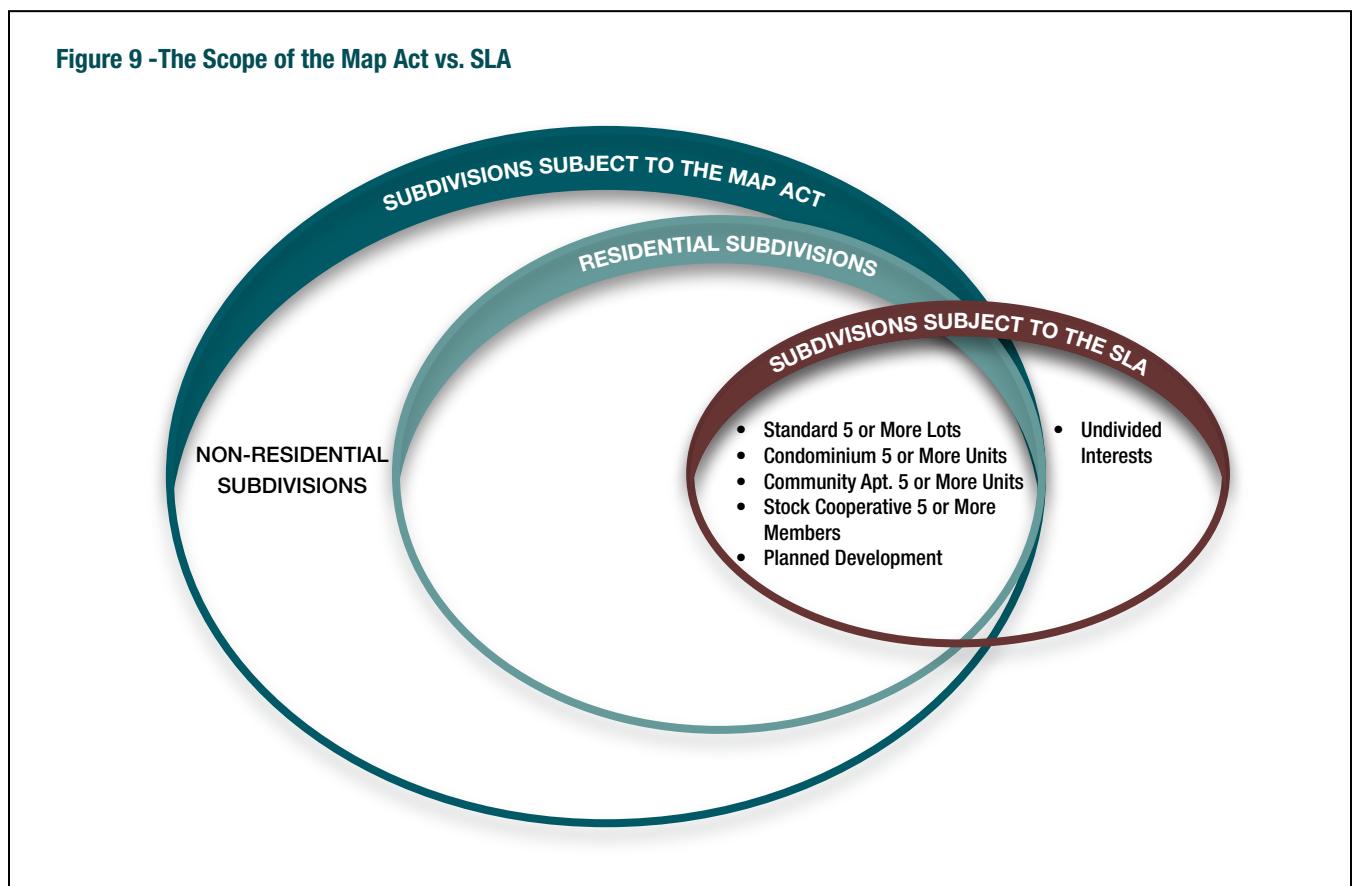 Figure 9 -The Scope of the Map Act vs. SLA
SUBDIVISIONS SUBJECT TO THE MAP ACT
RESIDENTIAL SUBDIVISIONS
SUBDIVISIONS SUBJECT TO THE SLA
NON-RESIDENTIAL
SUBDIVISIONS
• Standard 5 or More Lots
• Condominium 5 or More Units
• Community Apt. 5 or More Units
• Stock Cooperative 5 or More
Members
• Planned Development
• Undivided
Interests